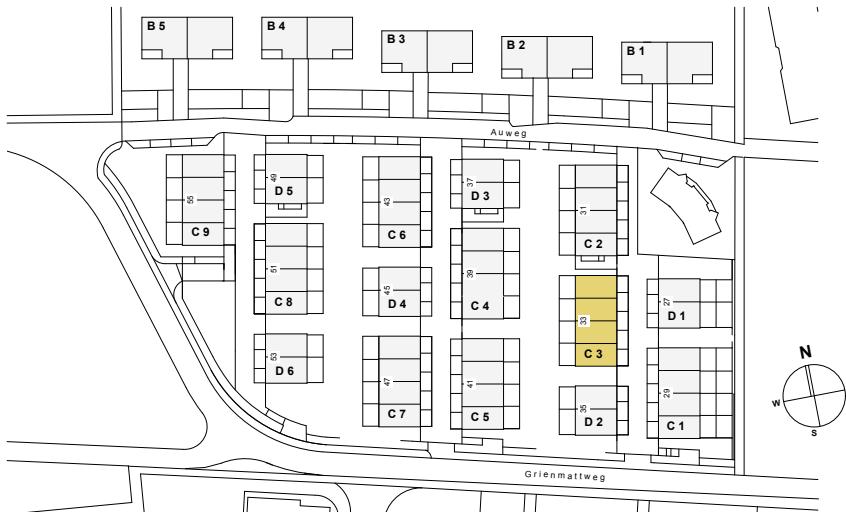 B 5
B 4
B 3
B 2
B 1
Auweg
49
D 5
37
D 3
55
C 9
43
C 6
31
C 2
51
C 8
45
D 4
39
C 4
33
C 3
27
D 1
53
D 6
47
C 7
41
C 5
35
D 2
29
C 1
N
W
S
Grienmattweg